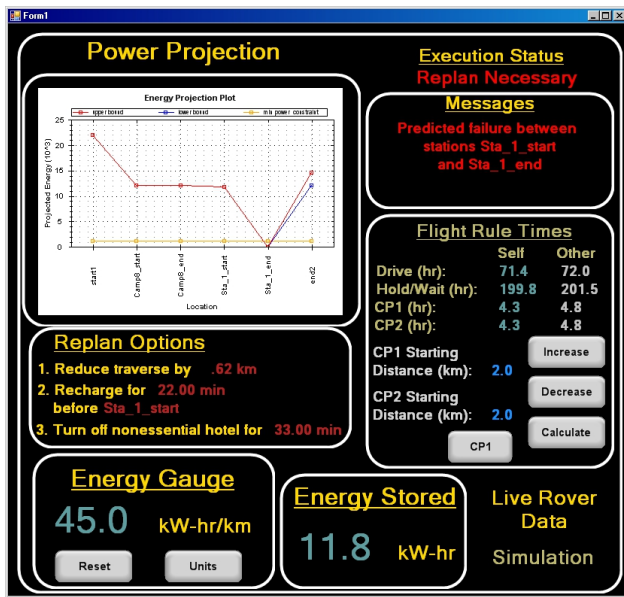 Form1
Power Projection
Energy Projection Plot
upper bound lower bound min power constraint
Projected Energy (10^3)
25
20
15
10
5
0
start1
Camp8_start
Camp8_end
Sta_1_start
Sta_1_end
end2
Location
Execution Status
Replan Necessary
Messages
Predicted failure between
stations Sta_1_start
and Sta_1_end
Flight Rule Times
Self Other
Drive (hr): 71.4 72.0
Hold/Wait (hr): 199.8 201.5
CP1 (hr): 4.3 4.8
CP2 (hr): 4.3 4.8
CP1 Starting
Distance (km): 2.0
CP2 Starting
Distance (km): 2.0
Increase
Decrease
Calculate
CP1
Replan Options
1. Reduce traverse by .62 km
2. Recharge for 22.00 min
before Sta_1_start
3. Turn off nonessential hotel for 33.00 min
Energy Gauge
45.0 kW-hr/km
Reset Units
Energy Stored
11.8 kW-hr
Live Rover
Data
Simulation